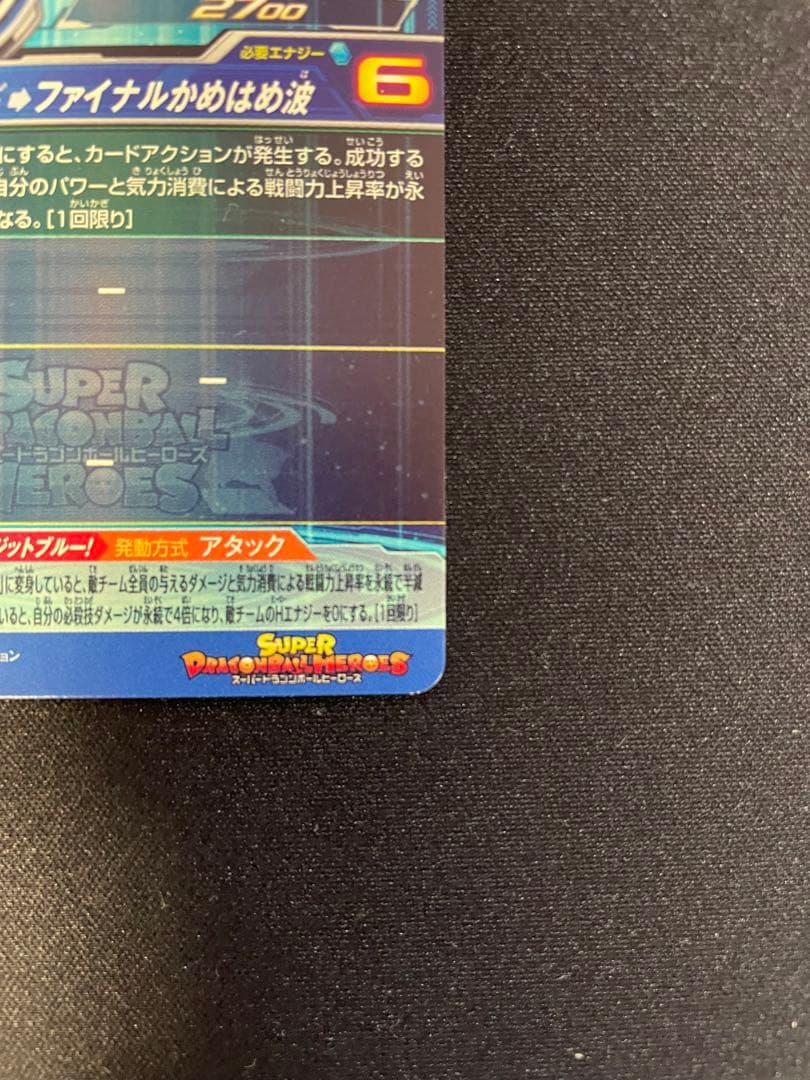 2700
必要エナジー 6
➡ファイナルかめはめ波
にすると、カードアクションが発生する。成功する
自分のパワーと気力消費による戦闘力上昇率が永
なる。[1回限り]
ー
ー
SUPER
DRAGONBALL
スーパードラゴンボールヒーローズ
ー
HEROES
ジットブルー! 発動方式 アタック
」に変身していると、敵チーム全員の与えるダメージと気力消費による戦闘力上昇率を永続で半減
いると、自分の必殺技ダメージが永続で4倍になり、敵チームのHエナジーを0にする。[1回限り]
ョン
SUPER
DRAGONBALL HEROES
スーパードラゴンボールヒーローズ